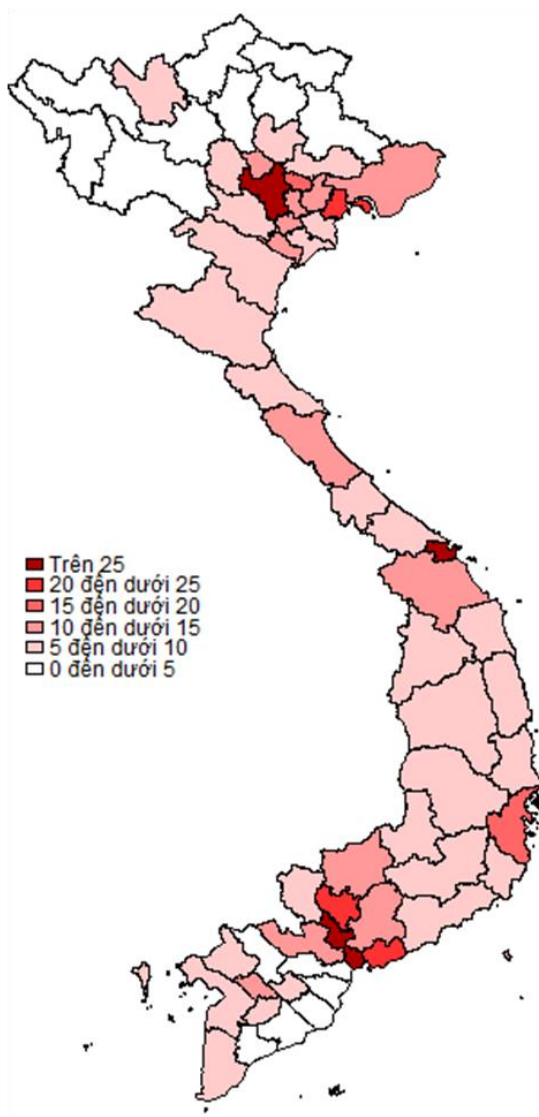 Trên 25
20 đến dưới 25
15 đến dưới 20
10 đến dưới 15
5 đến dưới 10
0 đến dưới 5